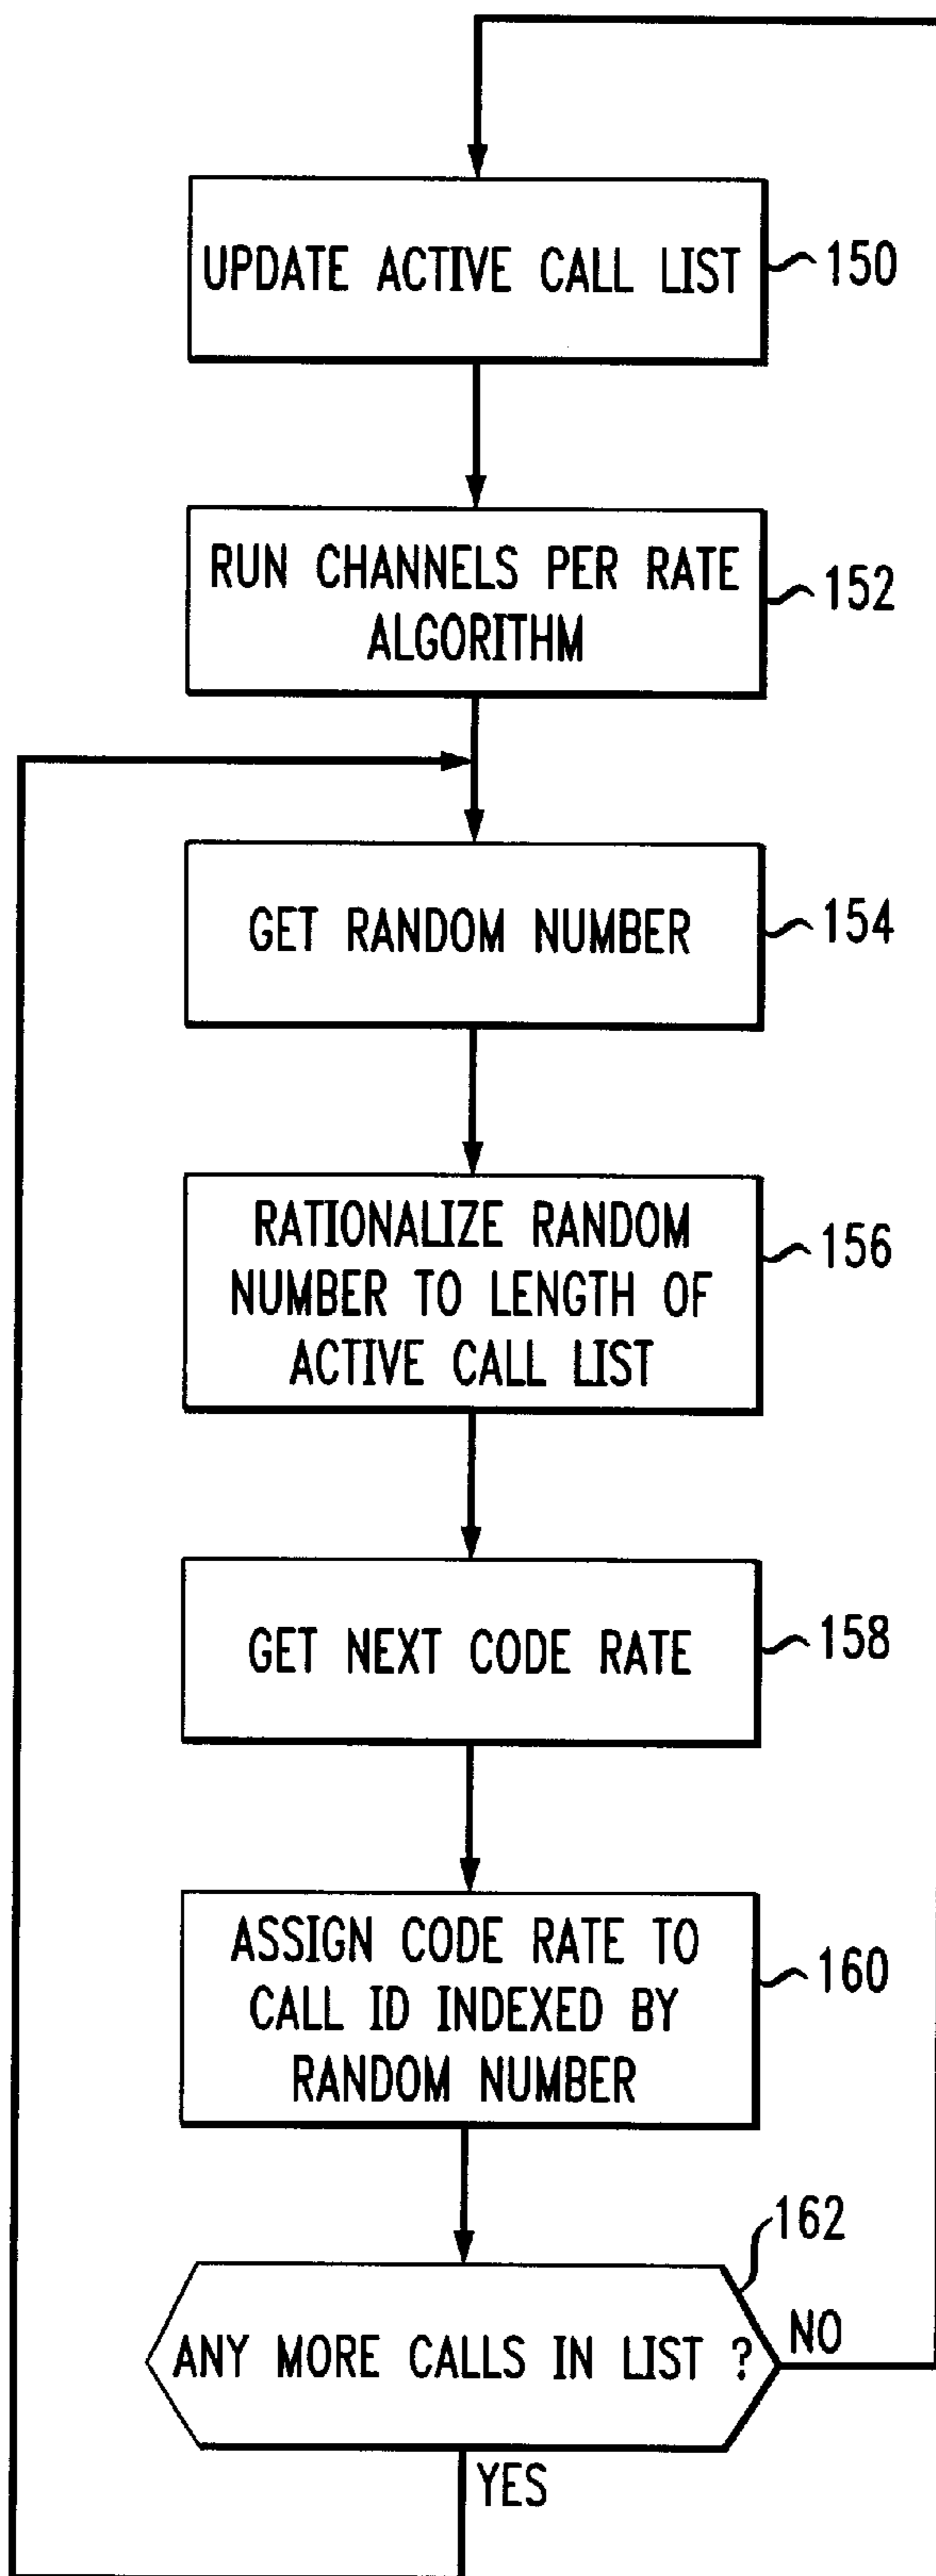 UPDATE ACTIVE CALL LIST
150
RUN CHANNELS PER RATE
ALGORITHM
152
GET RANDOM NUMBER
154
RATIONALIZE RANDOM
NUMBER TO LENGTH OF
ACTIVE CALL LIST
156
GET NEXT CODE RATE
158
ASSIGN CODE RATE TO
CALL ID INDEXED BY
RANDOM NUMBER
160
162
ANY MORE CALLS IN LIST ?
NO
YES